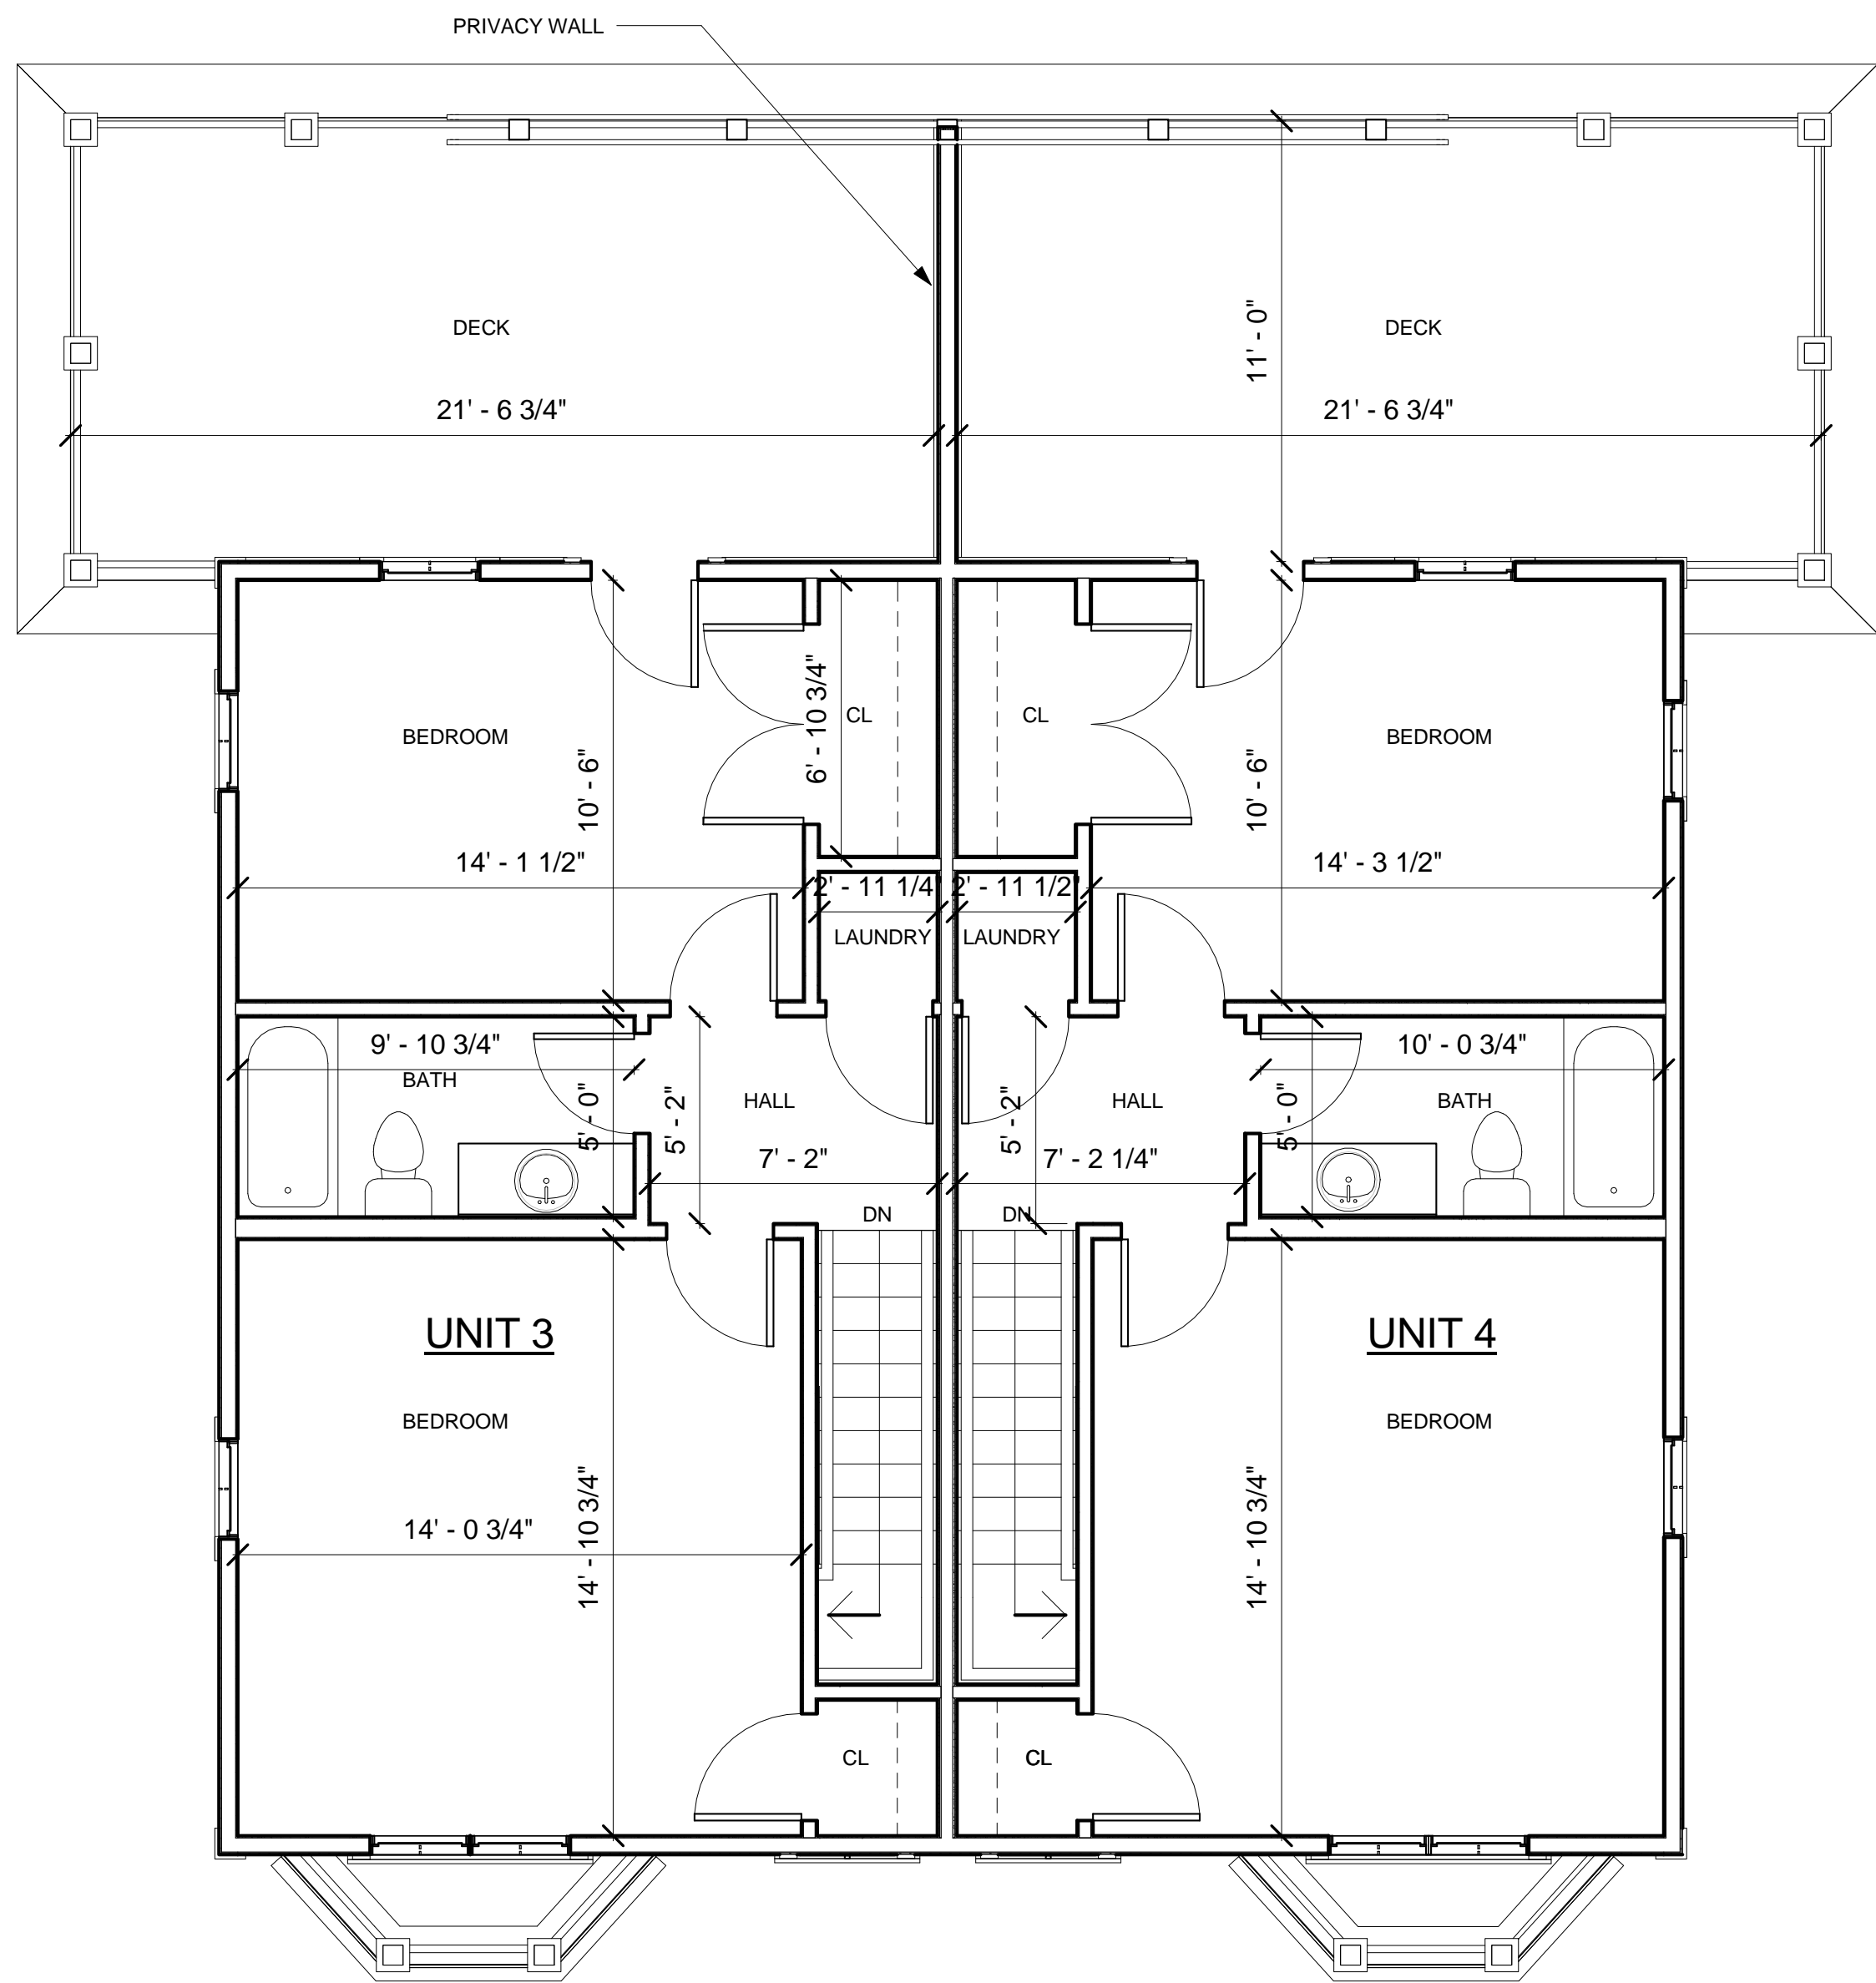 PRIVACY WALL
DECK
DECK
11' - 0"
21' - 6 3/4"
21' - 6 3/4"
6' - 10 3/4"
CL
CL
BEDROOM
BEDROOM
10' - 6"
10' - 6"
14' - 1 1/2"
14' - 3 1/2"
2' - 11 1/4"
2' - 11 1/2"
LAUNDRY
LAUNDRY
9' - 10 3/4"
10' - 0 3/4"
BATH
5' - 0"
5' - 2"
HALL
HALL
5' - 2"
5' - 0"
BATH
7' - 2"
7' - 2 1/4"
DN
DN
UNIT 3
UNIT 4
BEDROOM
BEDROOM
14' - 0 3/4"
14' - 10 3/4"
14' - 10 3/4"
CL
CL